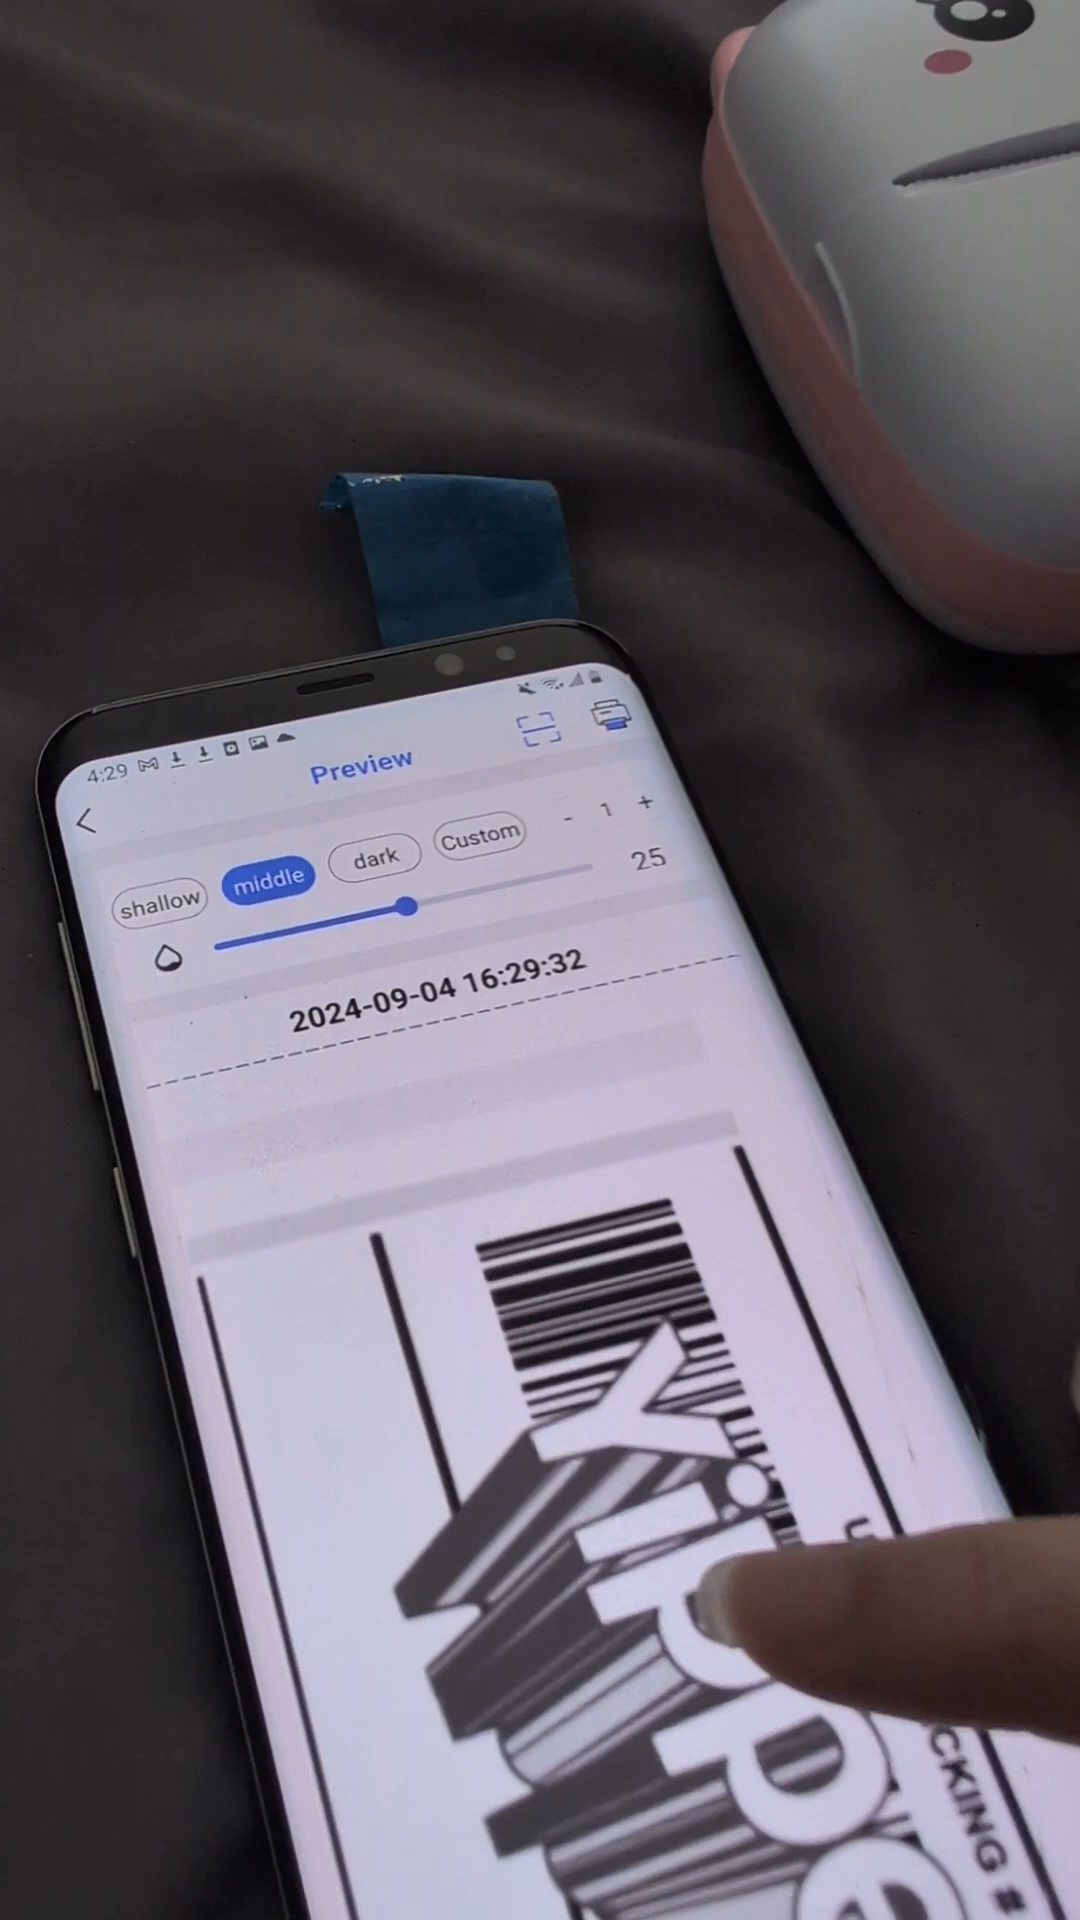 4:29
Preview
shallow middle dark Custom - 1 +
25
2024-09-04 16:29:32
Yippe
CKING #